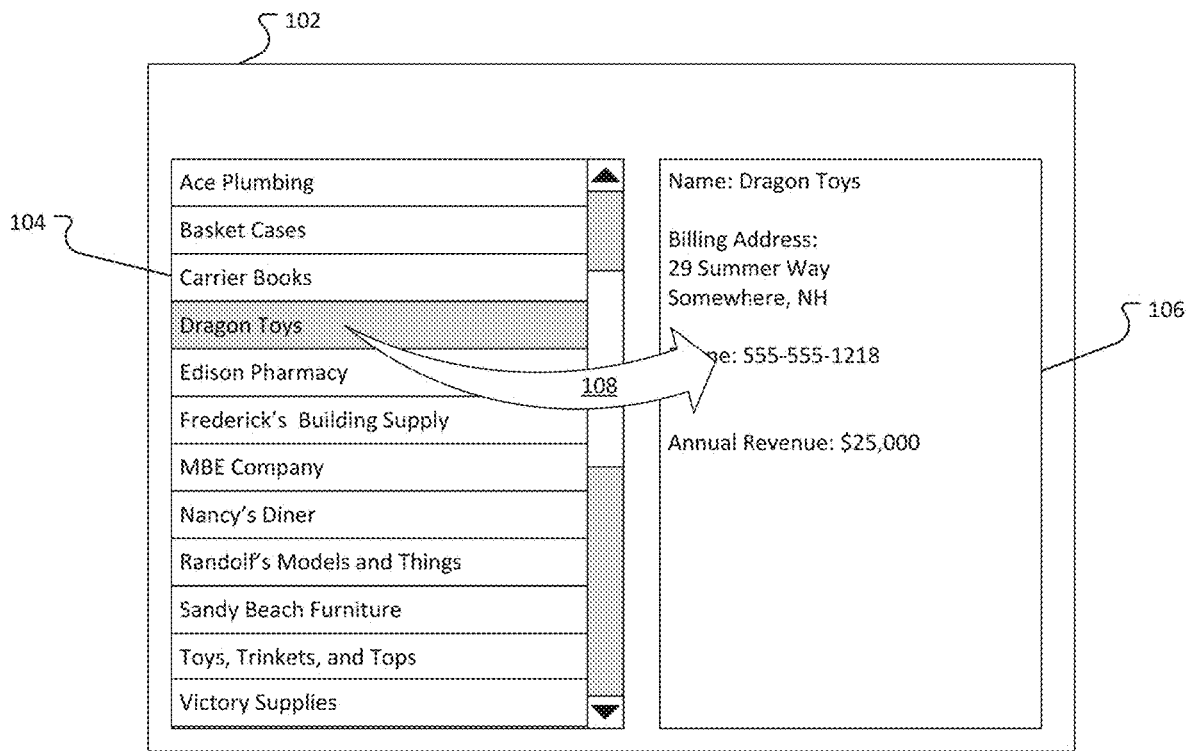 102
104
Ace Plumbing
Basket Cases
Carrier Books
Dragon Toys
Edison Pharmacy
Frederick's Building Supply
MBE Company
Nancy's Diner
Randolf's Models and Things
Sandy Beach Furniture
Toys, Trinkets, and Tops
Victory Supplies
108
Name: Dragon Toys
Billing Address:
29 Summer Way
Somewhere, NH
555-555-1218
Annual Revenue: $25,000
106